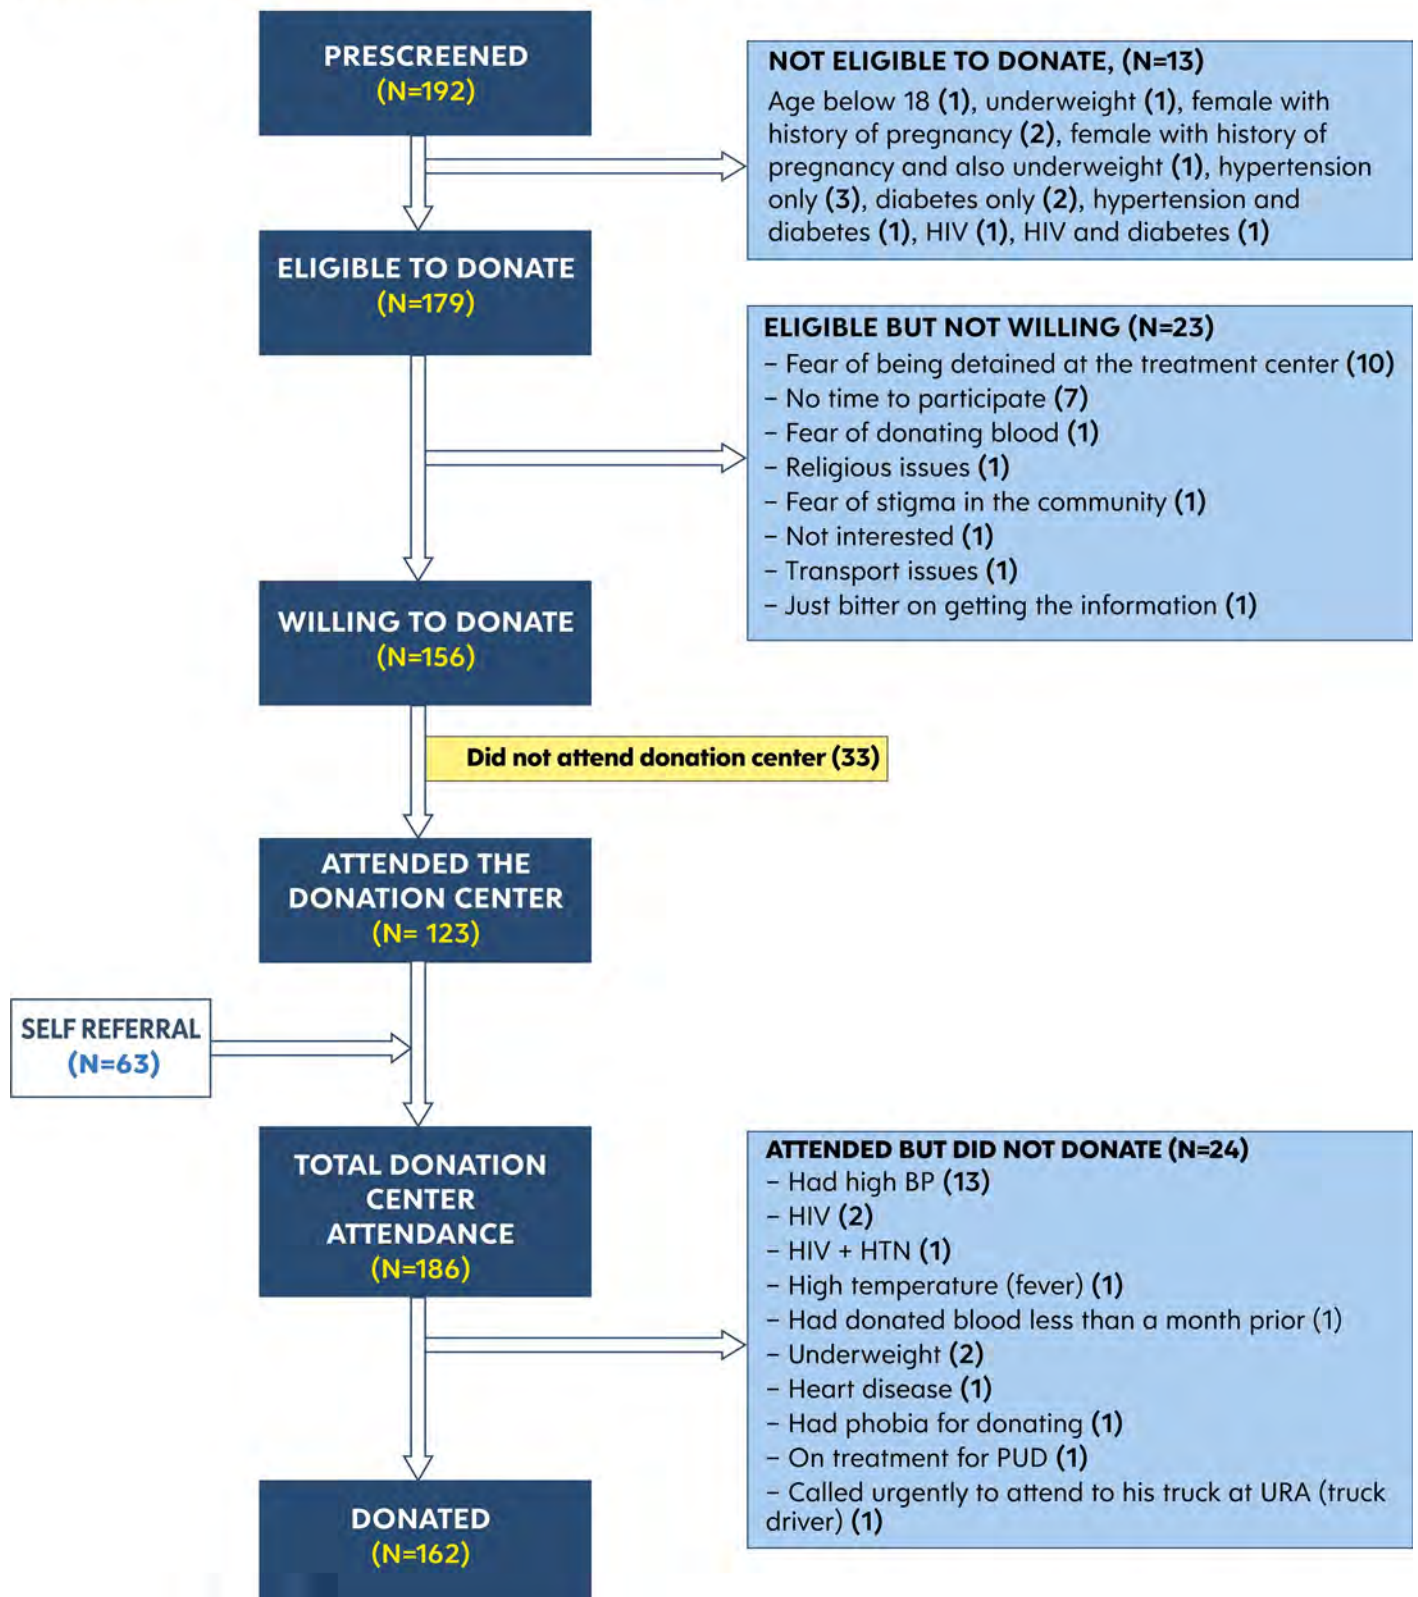 PRESCREENED
(N=192)
NOT ELIGIBLE TO DONATE, (N=13)
Age below 18 (1), underweight (1), female with
history of pregnancy (2), female with history of
pregnancy and also underweight (1), hypertension
only (3), diabetes only (2), hypertension and
diabetes (1), HIV (1), HIV and diabetes (1)
ELIGIBLE TO DONATE
(N=179)
ELIGIBLE BUT NOT WILLING (N=23)
– Fear of being detained at the treatment center (10)
– No time to participate (7)
– Fear of donating blood (1)
– Religious issues (1)
– Fear of stigma in the community (1)
– Not interested (1)
– Transport issues (1)
– Just bitter on getting the information (1)
WILLING TO DONATE
(N=156)
Did not attend donation center (33)
ATTENDED THE
DONATION CENTER
(N= 123)
SELF REFERRAL
(N=63)
TOTAL DONATION
CENTER
ATTENDANCE
(N=186)
ATTENDED BUT DID NOT DONATE (N=24)
– Had high BP (13)
– HIV (2)
– HIV + HTN (1)
– High temperature (fever) (1)
– Had donated blood less than a month prior (1)
– Underweight (2)
– Heart disease (1)
– Had phobia for donating (1)
– On treatment for PUD (1)
– Called urgently to attend to his truck at URA (truck
driver) (1)
DONATED
(N=162)